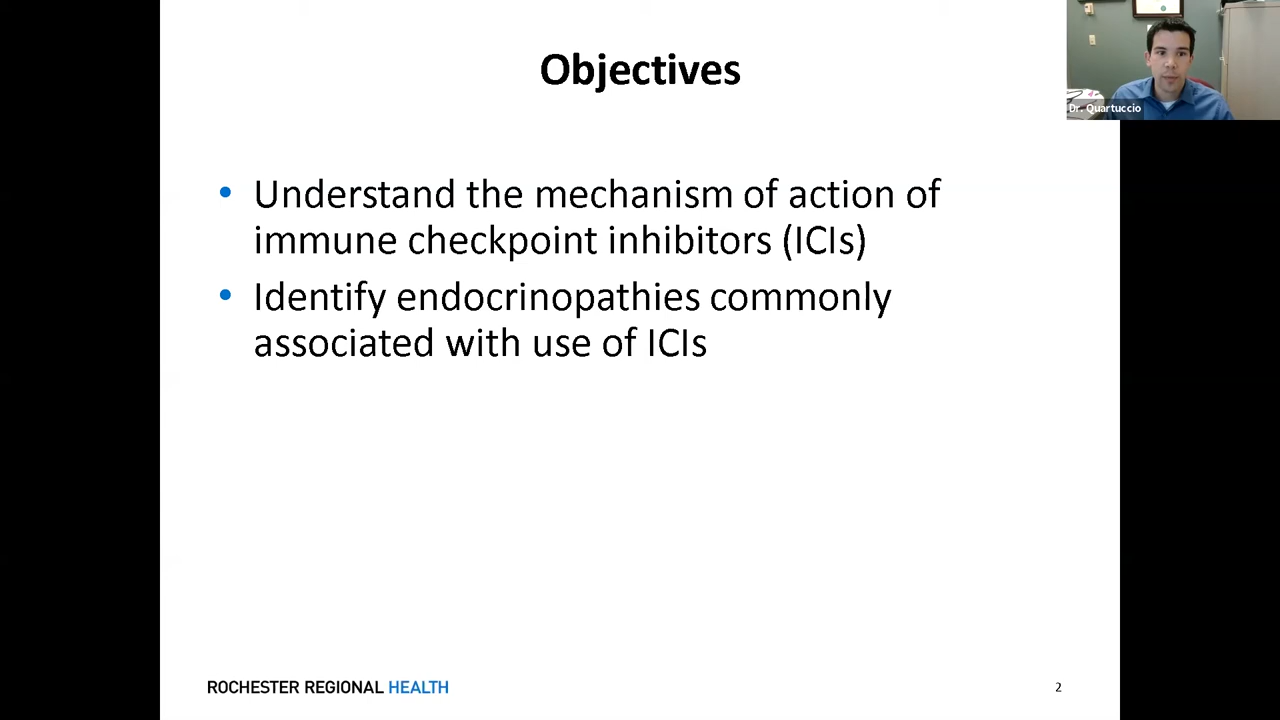 Objectives
Dr. Quartuccio
• Understand the mechanism of action of
immune checkpoint inhibitors (ICIs)
• Identify endocrinopathies commonly
associated with use of ICIs
ROCHESTER REGIONAL HEALTH
2